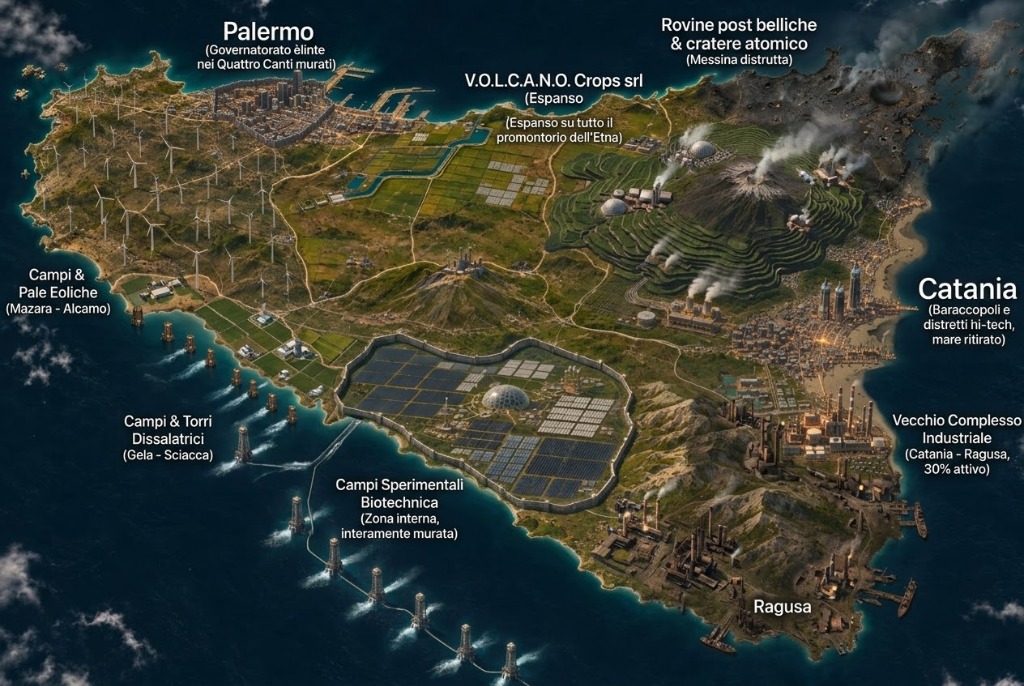 Palermo
(Governatorato èlinte
nei Quattro Canti murati)
Rovine post belliche
& cratere atomico
(Messina distrutta)
V.O.L.C.A.N.O. Crops srl
(Espanso
(Espanso su tutto il
promontorio dell'Etna)
Campi &
Pale Eoliche
(Mazara - Alcamo)
Catania
(Baraccopoli e
distretti hi-tech,
mare ritirato)
Campi & Torri
Dissalatrici
(Gela - Sciacca)
Vecchio Complesso
Industriale
(Catania - Ragusa,
30% attivo)
Campi Sperimentali
Biotechnica
(Zona interna,
interamente murata)
Ragusa